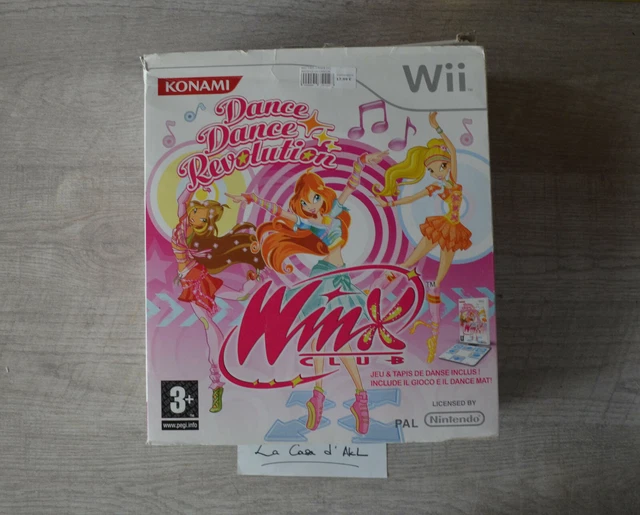 KONAMI
Wii
Dance
Dance
Revolution
Winx
CLUB
JEU & TAPIS DE DANSE INCLUS !
INCLUDE IL GIOCO E IL DANCE MAT!
3+
www.pegi.info
LICENSED BY
PAL Nintendo
La Casa d'AkL